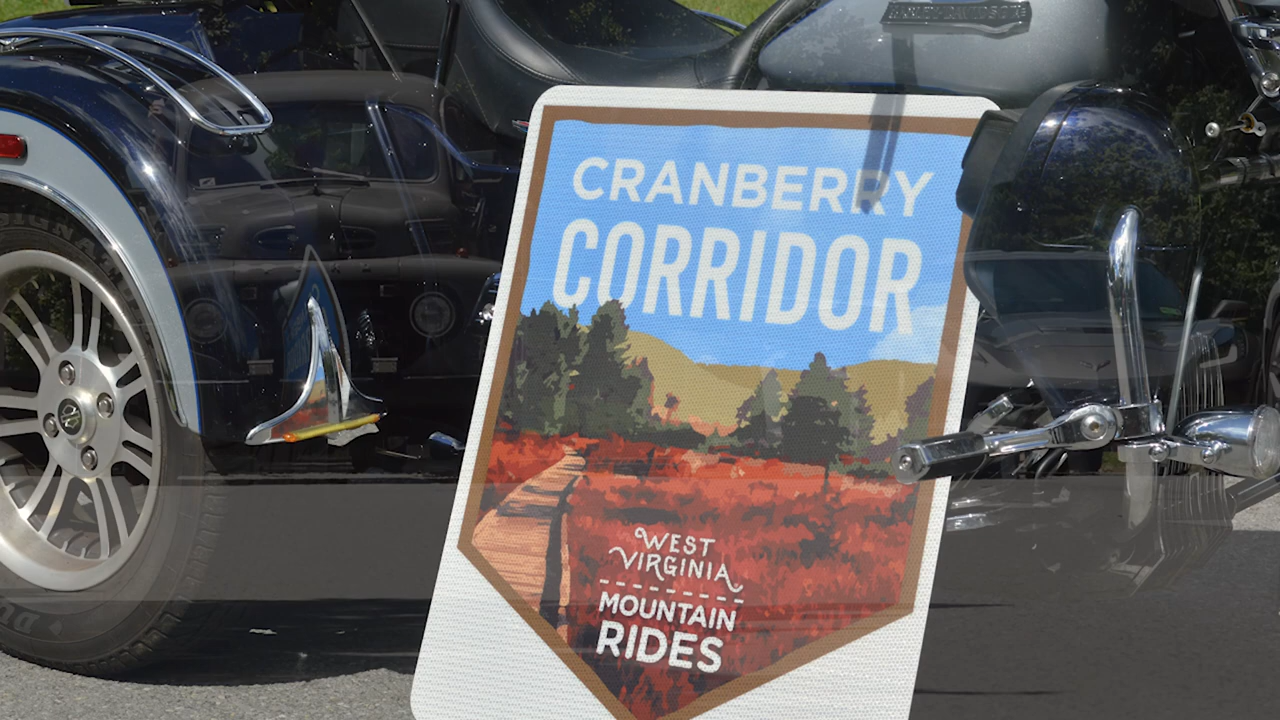 CRANBERRY
CORRIDOR
WEST
VIRGINIA
MOUNTAIN
RIDES